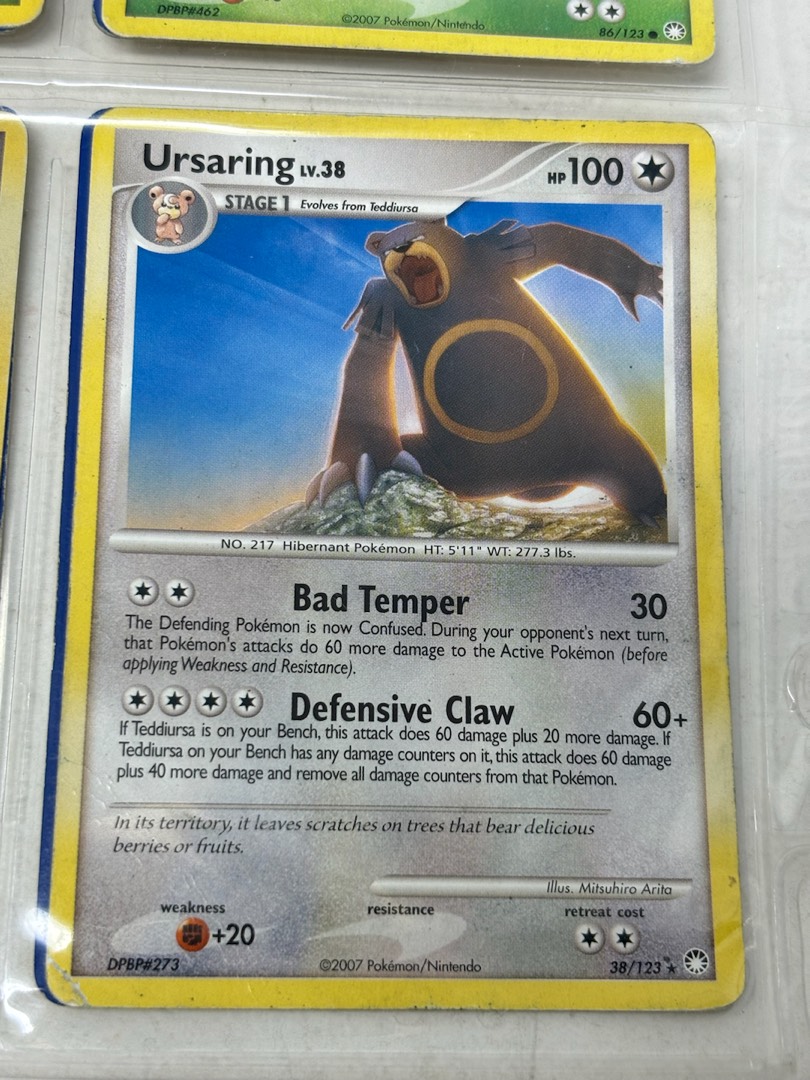 DPBP#462
©2007 Pokémon/Nintendo
86/123
Ursaring LV.38
HP 100
STAGE 1 Evolves from Teddiursa
NO. 217 Hibernant Pokémon HT: 5'11" WT: 277.3 lbs.
Bad Temper 30
The Defending Pokémon is now Confused. During your opponent's next turn,
that Pokémon's attacks do 60 more damage to the Active Pokémon (before
applying Weakness and Resistance).
Defensive Claw 60+
If Teddiursa is on your Bench, this attack does 60 damage plus 20 more damage. If
Teddiursa on your Bench has any damage counters on it, this attack does 60 damage
plus 40 more damage and remove all damage counters from that Pokémon.
In its territory, it leaves scratches on trees that bear delicious
berries or fruits.
Illus. Mitsuhiro Arita
weakness resistance retreat cost
+20
DPBP#273 ©2007 Pokémon/Nintendo 38/123